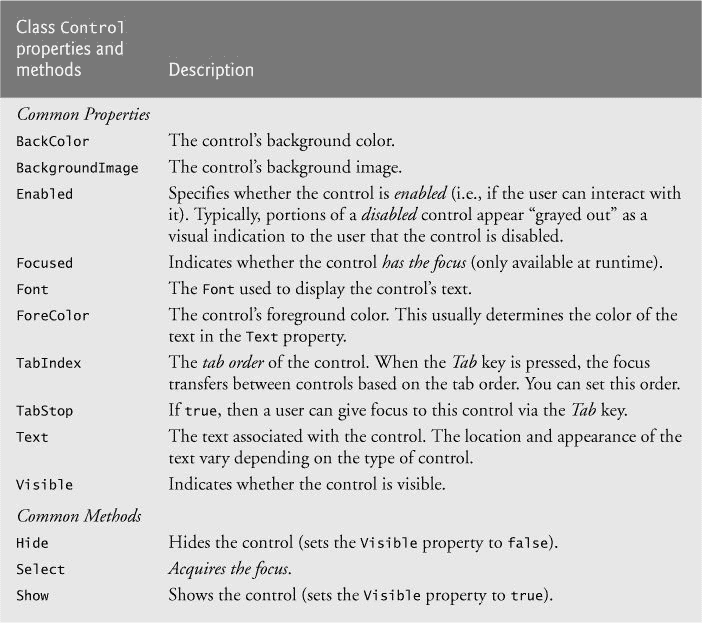 Class Control
properties and
methods Description
Common Properties
BackColor The control’s background color.
BackgroundImage The control’s background image.
Enabled Specifies whether the control is enabled (i.e., if the user can interact with
it). Typically, portions of a disabled control appear “grayed out” as a
visual indication to the user that the control is disabled.
Focused Indicates whether the control has the focus (only available at runtime).
Font The Font used to display the control’s text.
ForeColor The control’s foreground color. This usually determines the color of the
text in the Text property.
TabIndex The tab order of the control. When the Tab key is pressed, the focus
transfers between controls based on the tab order. You can set this order.
TabStop If true, then a user can give focus to this control via the Tab key.
Text The text associated with the control. The location and appearance of the
text vary depending on the type of control.
Visible Indicates whether the control is visible.
Common Methods
Hide Hides the control (sets the Visible property to false).
Select Acquires the focus.
Show Shows the control (sets the Visible property to true).